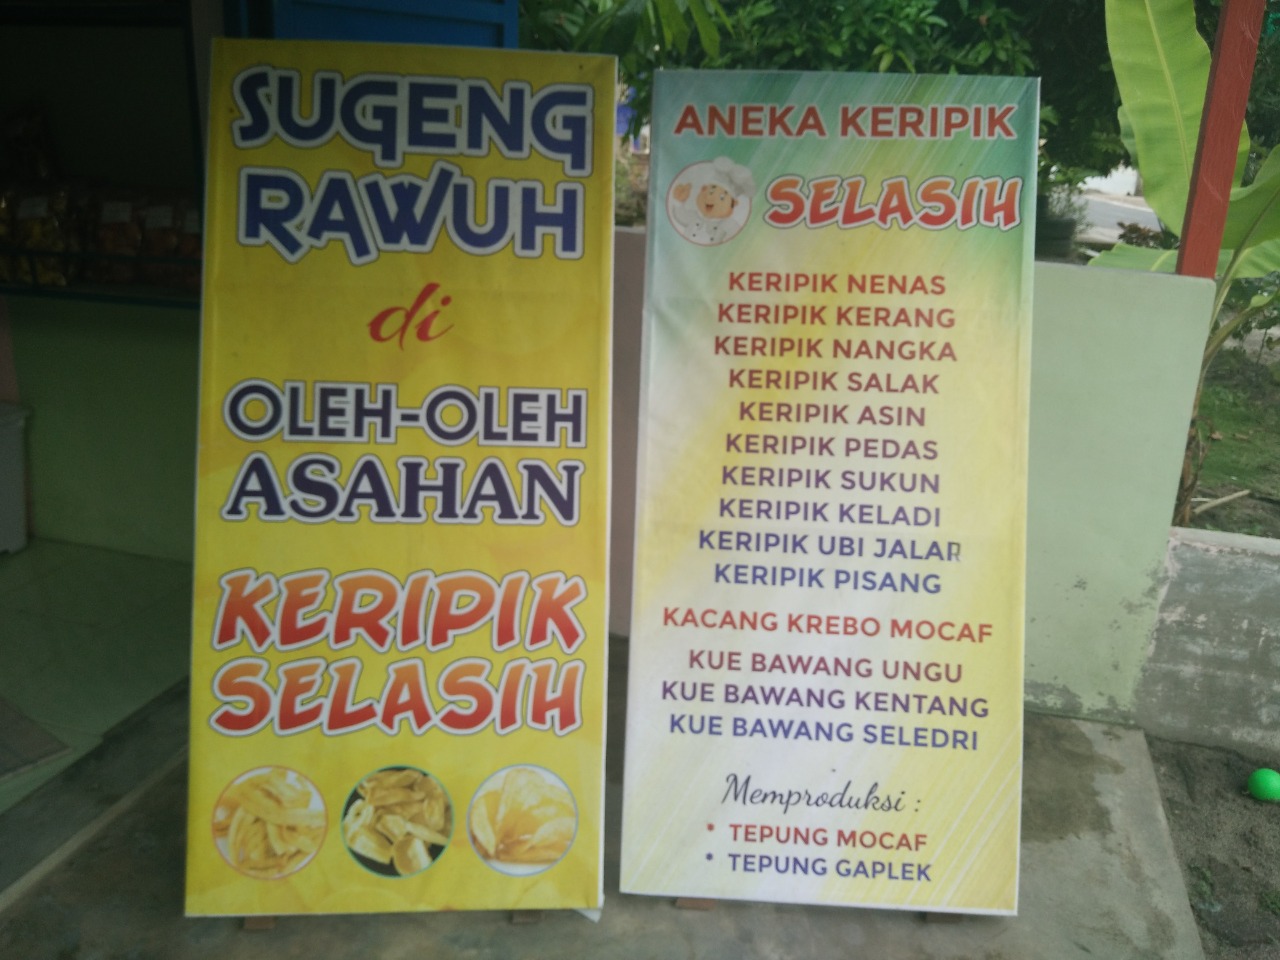 SUGENG
RAWUH
di
OLEH-OLEH
ASAHAN
KERIPIK
SELASIH
ANEKA KERIPIK
SELASIH
KERIPIK NENAS
KERIPIK KERANG
KERIPIK NANGKA
KERIPIK SALAK
KERIPIK ASIN
KERIPIK PEDAS
KERIPIK SUKUN
KERIPIK KELADI
KERIPIK UBI JALAR
KERIPIK PISANG
KACANG KREBO MOCAF
KUE BAWANG UNGU
KUE BAWANG KENTANG
KUE BAWANG SELEDRI
Memproduksi :
• TEPUNG MOCAF
• TEPUNG GAPLEK